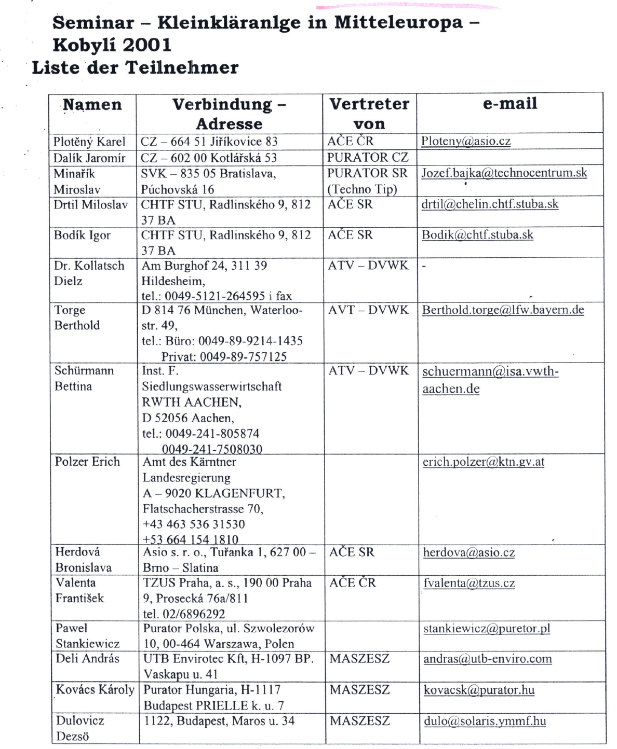 Seminar – Kleinkläranlge in Mitteleuropa –
Kobylí 2001
Liste der Teilnehmer
Namen Verbindung – Adresse Vertreter von e-mail
Plotěný Karel CZ – 664 51 Jiříkovice 83 AČE ČR Ploteny@asio.cz
Dalík Jaromír CZ – 602 00 Kotlářská 53 PURATOR CZ
Minařík SVK – 835 05 Bratislava, PURATOR SR Jozef.bajka@technocentrum.sk
Miroslav Púchovská 16 (Techno Tip)
Drtil Miloslav CHTF STU, Radlinského 9, 812 AČE SR drtil@chelin.chtf.stuba.sk
37 BA
Bodík Igor CHTF STU, Radlinského 9, 812 AČE SR Bodik@chtf.stuba.sk
37 BA
Dr. Kollatsch Am Burghof 24, 311 39 ATV – DVWK -
Dielz Hildesheim,
tel.: 0049-5121-264595 i fax
Torge D 814 76 München, Waterloo- AVT – DVWK Berthold.torge@lfw.bayern.de
Berthold str. 49,
tel.: Büro: 0049-89-9214-1435
Privat: 0049-89-757125
Schürmann Inst. F. ATV – DVWK schuermann@isa.vwth-
Bettina Siedlungswasserwirtschaft aachen.de
RWTH AACHEN,
D 52056 Aachen,
tel.: 0049-241-805874
0049-241-7508030
Polzer Erich Amt des Kärntner erich.polzer@ktn.gv.at
Landesregierung
A – 9020 KLAGENFURT,
Flatschacherstrasse 70,
+43 463 536 31530
+53 664 154 1810
Herdová Asio s. r. o., Tuřanka 1, 627 00 – AČE SR herdova@asio.cz
Bronislava Brno – Slatina
Valenta TZUS Praha, a. s., 190 00 Praha AČE ČR fvalenta@tzus.cz
František 9, Prosecká 76a/811
tel. 02/6896292
Pawel Purator Polska, ul. Szwolezorów stankiewicz@puretor.pl
Stankiewicz 10, 00-464 Warszawa, Polen
Deli András UTB Envirotec Kft, H-1097 BP. MASZESZ andras@utb-enviro.com
Vaskapu u. 41
Kovács Károly Purator Hungaria, H-1117 MASZESZ kovacsk@purator.hu
Budapest PRIELLE k. u. 7
Dulovicz 1122, Budapest, Maros u. 34 MASZESZ dulo@solaris.ymmf.hu
Dezső